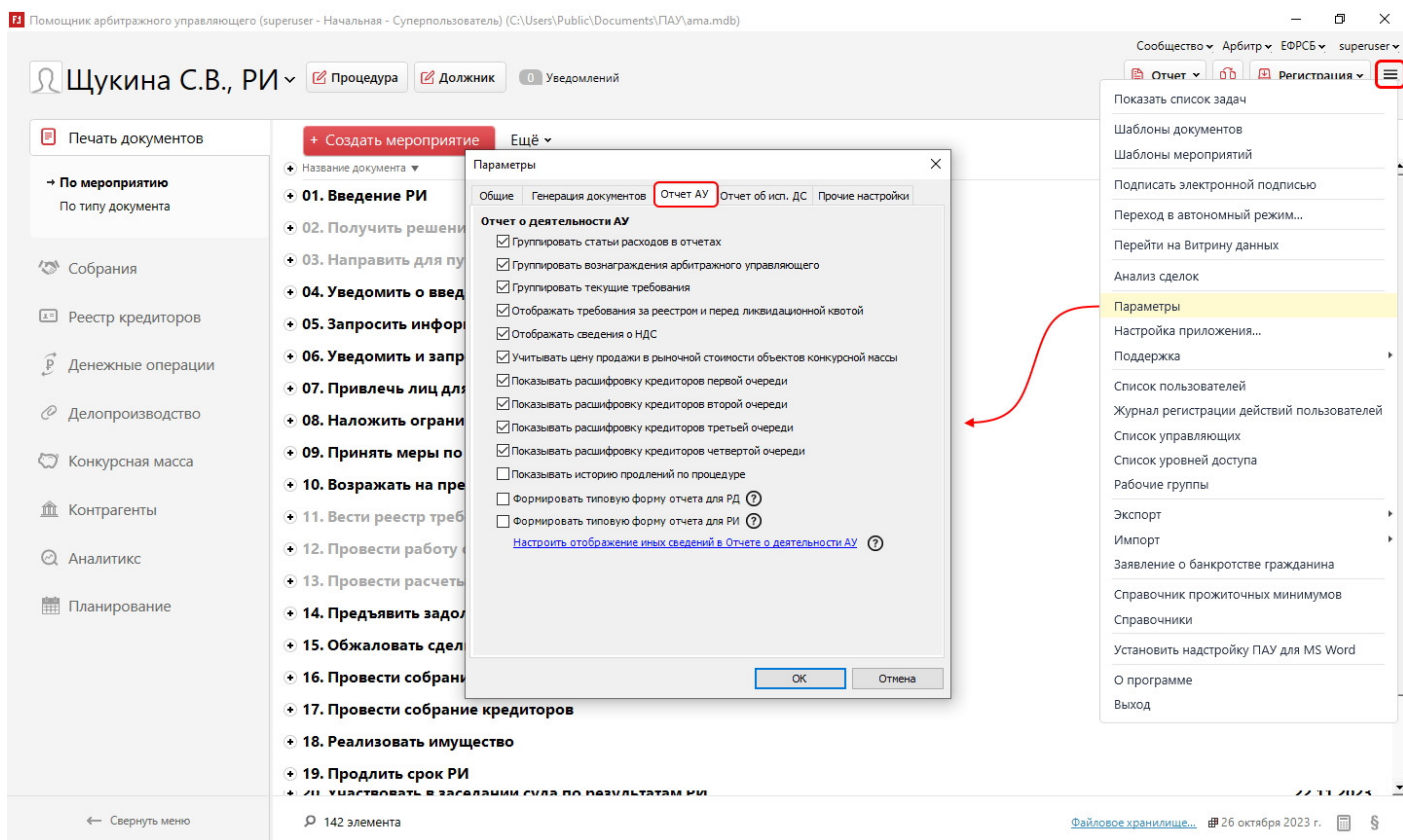 Помощник арбитражного управляющего (superuser - Начальная - Суперпользователь) (C:\Users\Public\Documents\ПАУ\ama.mdb)
Сообщество Арбитр ЕФРСБ superuser
Щукина С.В., РИ
Процедура
Должник
0 Уведомлений
Отчет
Регистрация
Печать документов
→ По мероприятию
По типу документа
Собрания
Реестр кредиторов
Денежные операции
Делопроизводство
Конкурсная масса
Контрагенты
Аналитикс
Планирование
← Свернуть меню
+ Создать мероприятие
Ещё
Название документа ▼
01. Введение РИ
02. Получить решени
03. Направить для пу
04. Уведомить о введ
05. Запросить инфор
06. Уведомить и запр
07. Привлечь лиц для
08. Наложить ограни
09. Принять меры по
10. Возражать на пре
11. Вести реестр треб
12. Провести работу
13. Провести расчеты
14. Предъявить задол
15. Обжаловать сдел
16. Провести собрани
17. Провести собрание кредиторов
18. Реализовать имущество
19. Продлить срок РИ
20. Участвовать в заседании суда по результатам РИ 22.11.2023
142 элемента
Файловое хранилище...
26 октября 2023 г.
§
Параметры
Общие
Генерация документов
Отчет АУ
Отчет об исп. ДС
Прочие настройки
Отчет о деятельности АУ
Группировать статьи расходов в отчетах
Группировать вознаграждения арбитражного управляющего
Группировать текущие требования
Отображать требования за реестром и перед ликвидационной квотой
Отображать сведения о НДС
Учитывать цену продажи в рыночной стоимости объектов конкурсной массы
Показывать расшифровку кредиторов первой очереди
Показывать расшифровку кредиторов второй очереди
Показывать расшифровку кредиторов третьей очереди
Показывать расшифровку кредиторов четвертой очереди
Показывать историю продлений по процедуре
Формировать типовую форму отчета для РД ?
Формировать типовую форму отчета для РИ ?
Настроить отображение иных сведений в Отчете о деятельности АУ ?
ОК
Отмена
Показать список задач
Шаблоны документов
Шаблоны мероприятий
Подписать электронной подписью
Переход в автономный режим...
Перейти на Витрину данных
Анализ сделок
Параметры
Настройка приложения...
Поддержка
Список пользователей
Журнал регистрации действий пользователей
Список управляющих
Список уровней доступа
Рабочие группы
Экспорт
Импорт
Заявление о банкротстве гражданина
Справочник прожиточных минимумов
Справочники
Установить надстройку ПАУ для MS Word
О программе
Выход